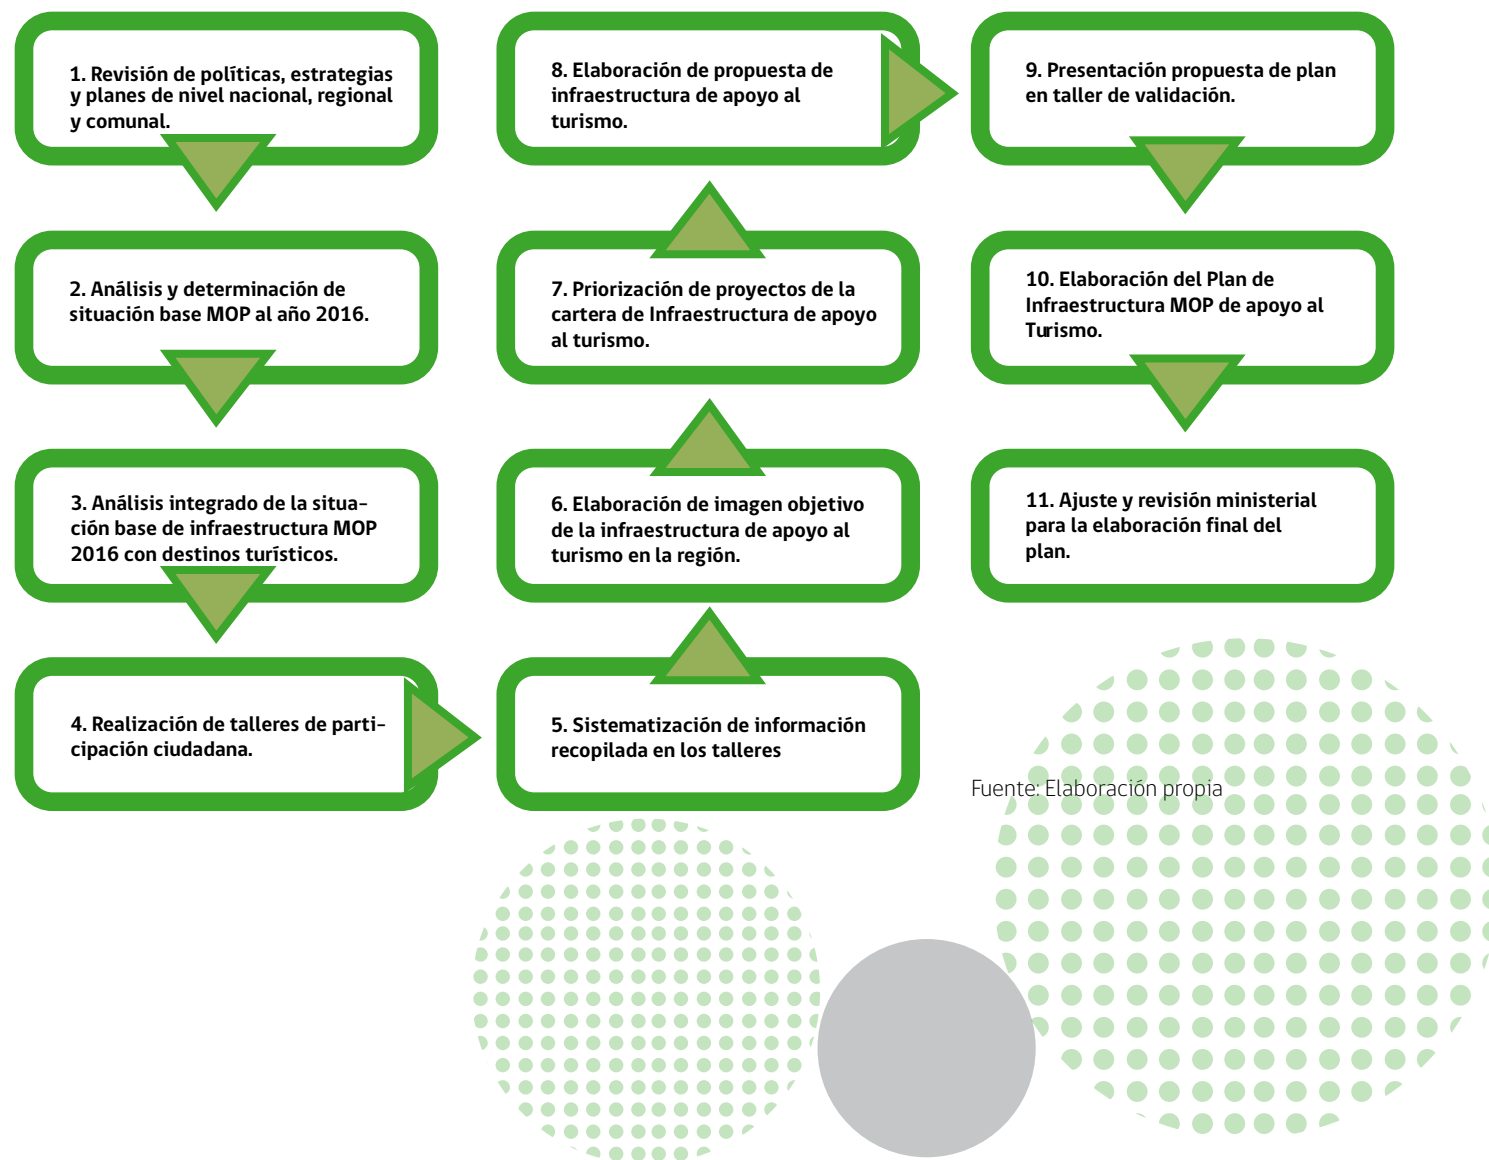 1. Revisión de políticas, estrategias
y planes de nivel nacional, regional
y comunal.
2. Análisis y determinación de
situación base MOP al año 2016.
3. Análisis integrado de la situa-
ción base de infraestructura MOP
2016 con destinos turísticos.
4. Realización de talleres de parti-
cipación ciudadana.
5. Sistematización de información
recopilada en los talleres
6. Elaboración de imagen objetivo
de la infraestructura de apoyo al
turismo en la región.
7. Priorización de proyectos de la
cartera de Infraestructura de apoyo
al turismo.
8. Elaboración de propuesta de
infraestructura de apoyo al
turismo.
9. Presentación propuesta de plan
en taller de validación.
10. Elaboración del Plan de
Infraestructura MOP de apoyo al
Turismo.
11. Ajuste y revisión ministerial
para la elaboración final del
plan.
Fuente: Elaboración propia